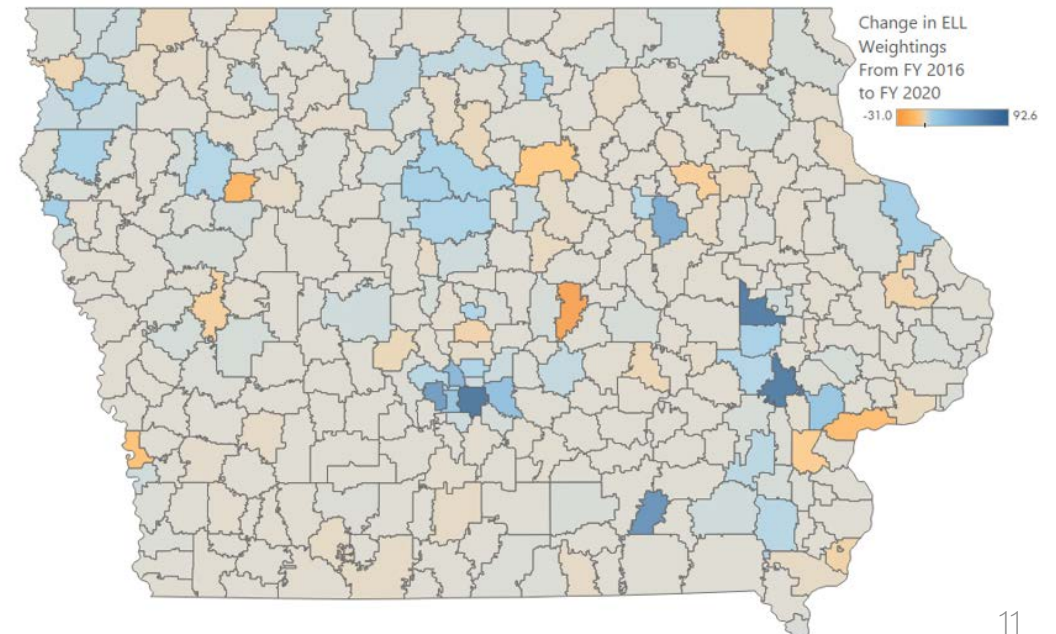 Change in ELL
Weightings
From FY 2016
to FY 2020
-31.0 92.6
11